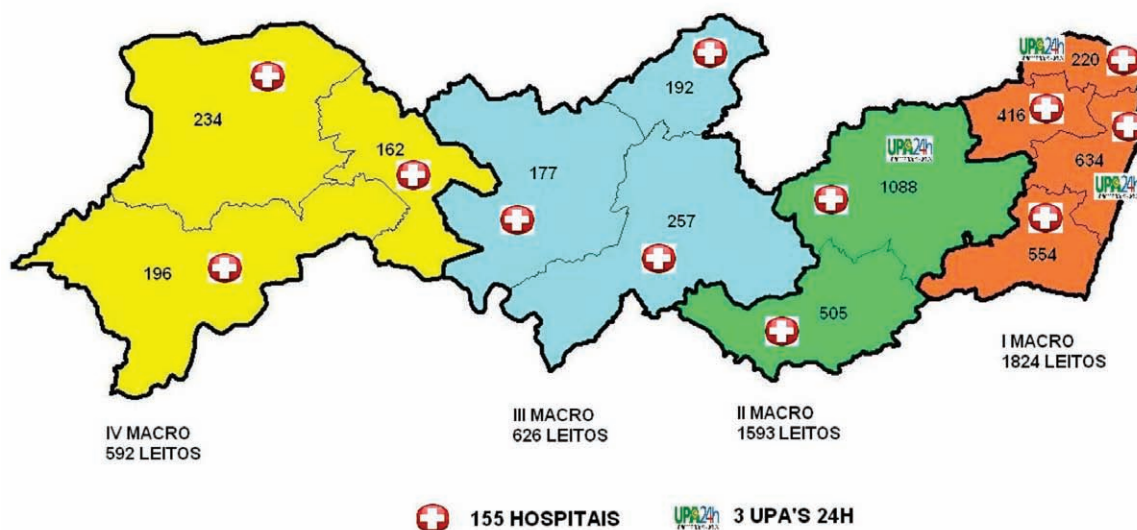 UPA24h
220
192
234
416
162
UPA24h
634
177
1088
UPA24h
257
196
554
505
I MACRO
1824 LEITOS
III MACRO
626 LEITOS
II MACRO
1593 LEITOS
IV MACRO
592 LEITOS
155 HOSPITAIS
UPA24h
3 UPA'S 24H